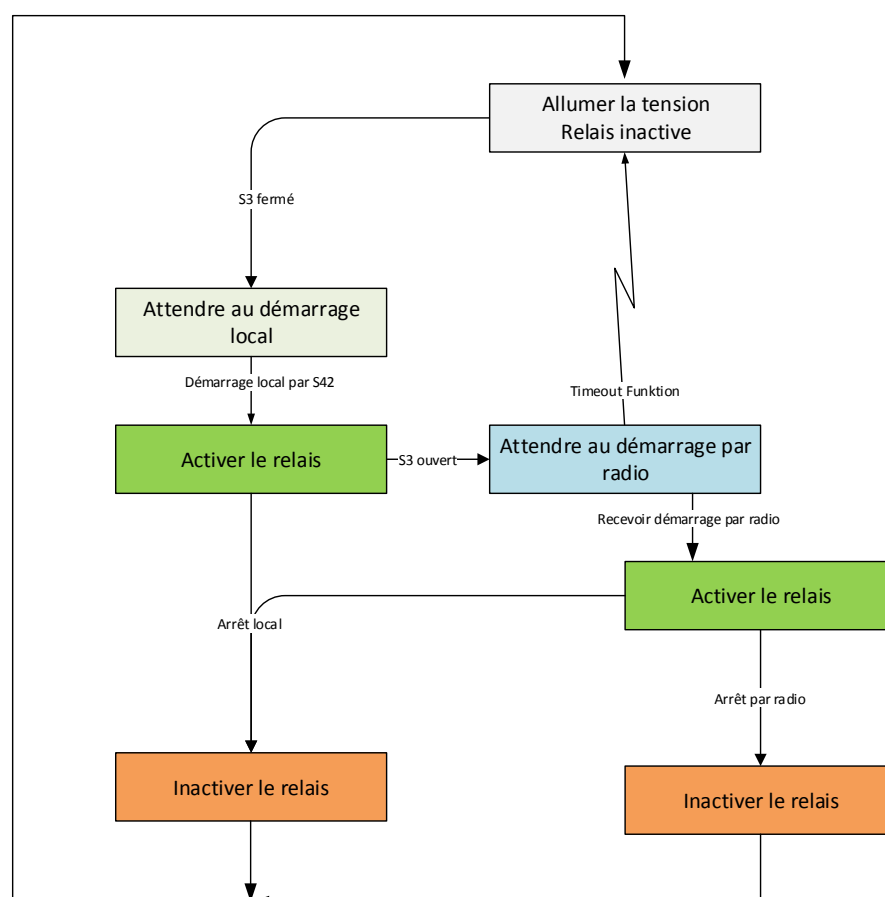 Allumer la tension
Relais inactive
S3 fermé
Attendre au démarrage
local
Démarrage local par S42
Timeout Funktion
Activer le relais
S3 ouvert
Attendre au démarrage par
radio
Recevoir démarrage par radio
Activer le relais
Arrêt local
Arrêt par radio
Inactiver le relais
Inactiver le relais